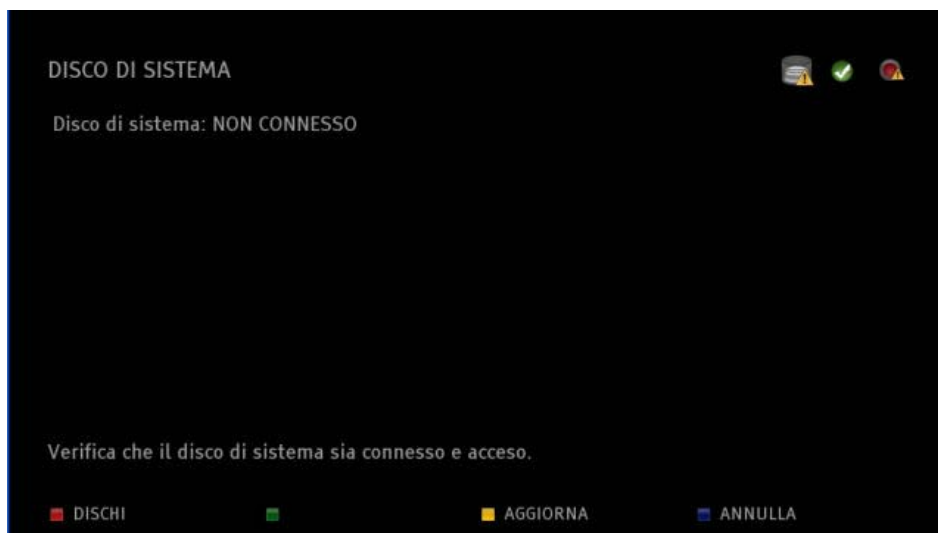 DISCO DI SISTEMA
Disco di sistema: NON CONNESSO
Verifica che il disco di sistema sia connesso e acceso.
DISCHI AGGIORNA ANNULLA